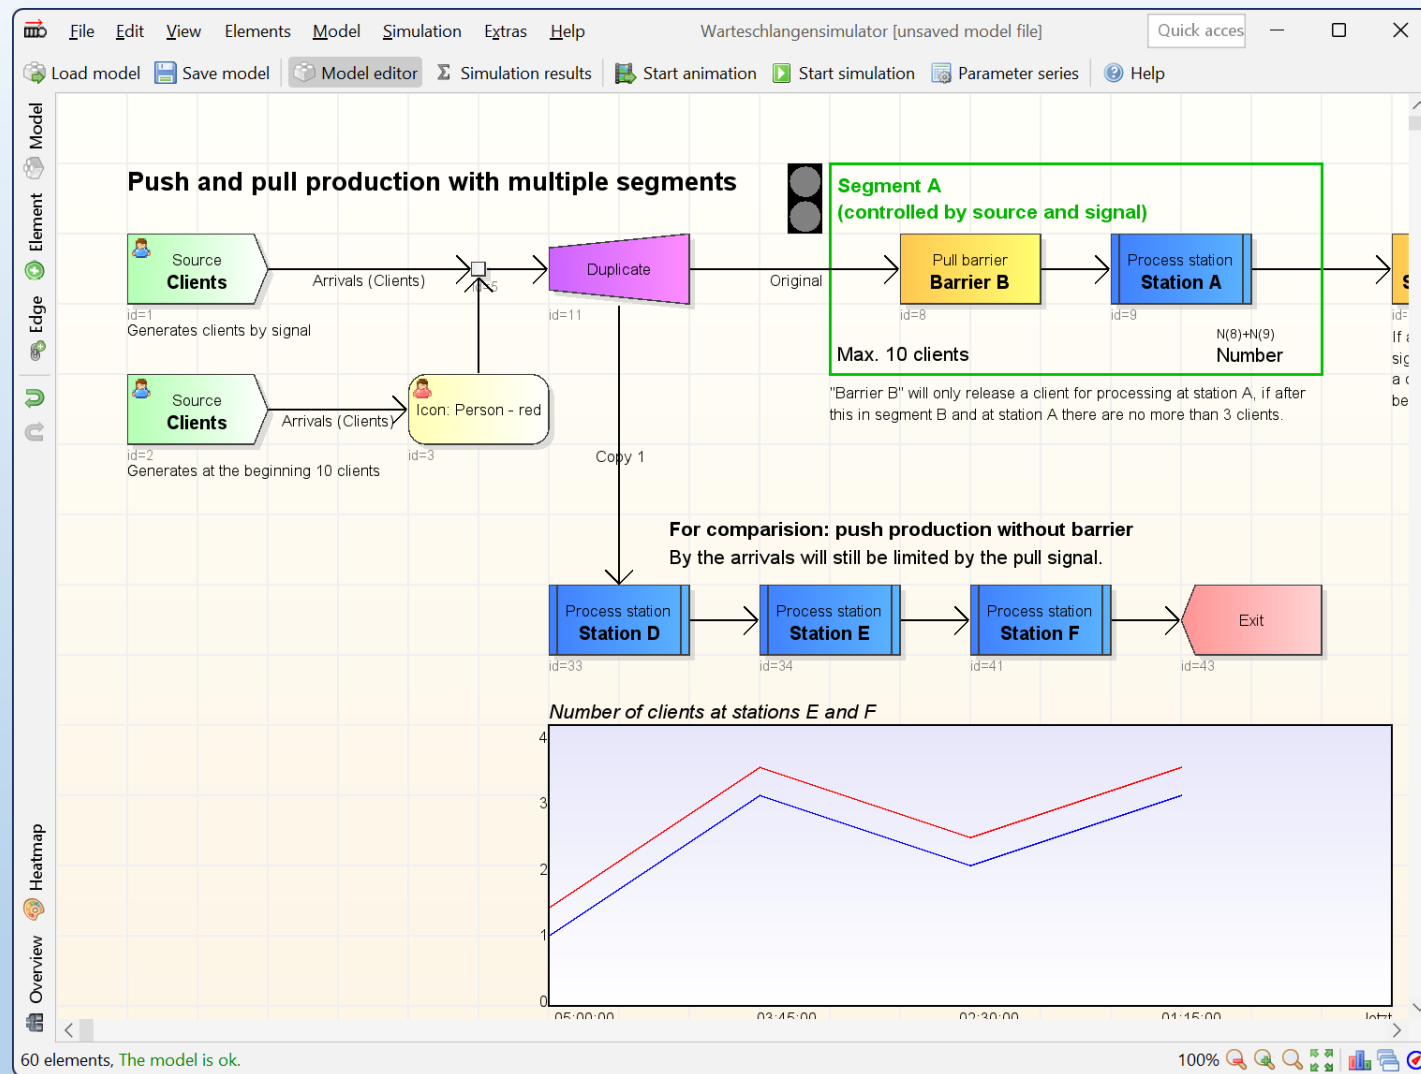 File Edit View Elements Model Simulation Extras Help
Warteschlangensimulator [unsaved model file]
Quick acces
Load model Save model Model editor Σ Simulation results Start animation Start simulation Parameter series Help
Model
Element
Edge
Heatmap
Overview
Push and pull production with multiple segments
Segment A
(controlled by source and signal)
Source
Clients
id=1
Generates clients by signal
Arrivals (Clients)
id=5
Duplicate
id=11
Original
Pull barrier
Barrier B
id=8
Process station
Station A
id=9
N(8)+N(9)
Number
Max. 10 clients
"Barrier B" will only release a client for processing at station A, if after
this in segment B and at station A there are no more than 3 clients.
S
id=
If
sig
a
be
Source
Clients
id=2
Generates at the beginning 10 clients
Arrivals (Clients)
Icon: Person - red
id=3
Copy 1
For comparision: push production without barrier
By the arrivals will still be limited by the pull signal.
Process station
Station D
id=33
Process station
Station E
id=34
Process station
Station F
id=41
Exit
id=43
Number of clients at stations E and F
4
3
2
1
0
05:00:00 03:45:00 02:30:00 01:15:00 Jetzt
60 elements, The model is ok.
100%